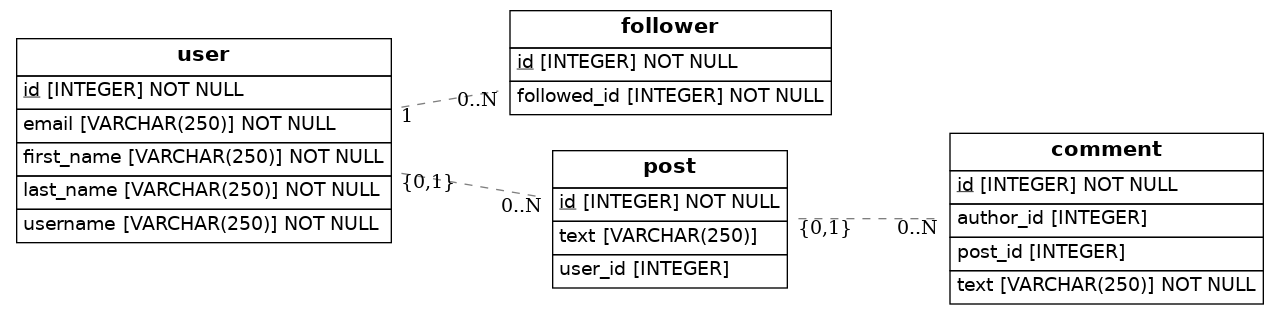 user
id [INTEGER] NOT NULL
email [VARCHAR(250)] NOT NULL
first_name [VARCHAR(250)] NOT NULL
last_name [VARCHAR(250)] NOT NULL
username [VARCHAR(250)] NOT NULL
1
0..N
follower
id [INTEGER] NOT NULL
followed_id [INTEGER] NOT NULL
{0,1}
0..N
post
id [INTEGER] NOT NULL
text [VARCHAR(250)]
user_id [INTEGER]
{0,1}
0..N
comment
id [INTEGER] NOT NULL
author_id [INTEGER]
post_id [INTEGER]
text [VARCHAR(250)] NOT NULL